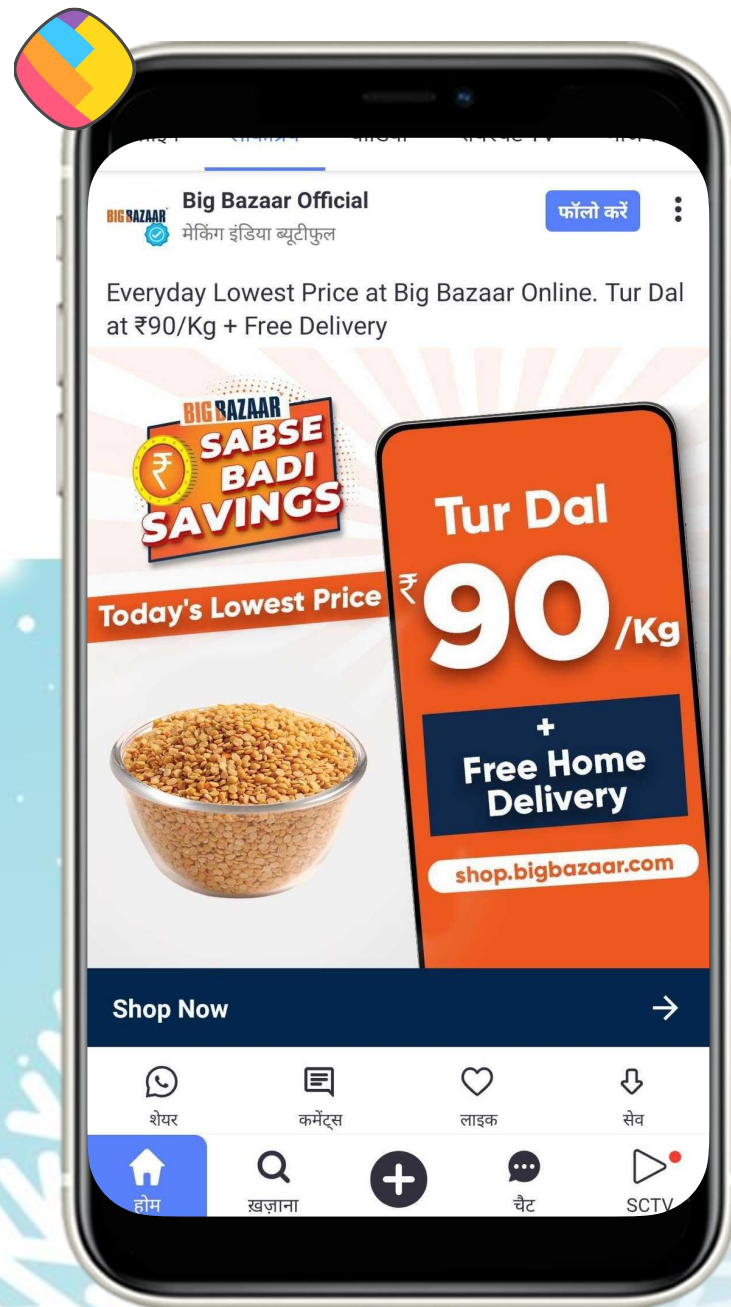 Big Bazaar Official
BIG BAZAAR
फॉलो करें
मेकिंग इंडिया ब्यूटीफुल
Everyday Lowest Price at Big Bazaar Online. Tur Dal
at ₹90/Kg + Free Delivery
BIG BAZAAR
₹ SABSE
BADI
SAVINGS
Today's Lowest Price
Tur Dal
₹90/Kg
+
Free Home
Delivery
shop.bigbazaar.com
Shop Now
शेयर कमेंट्स लाइक सेव
होम ख़ज़ाना चैट SCTV